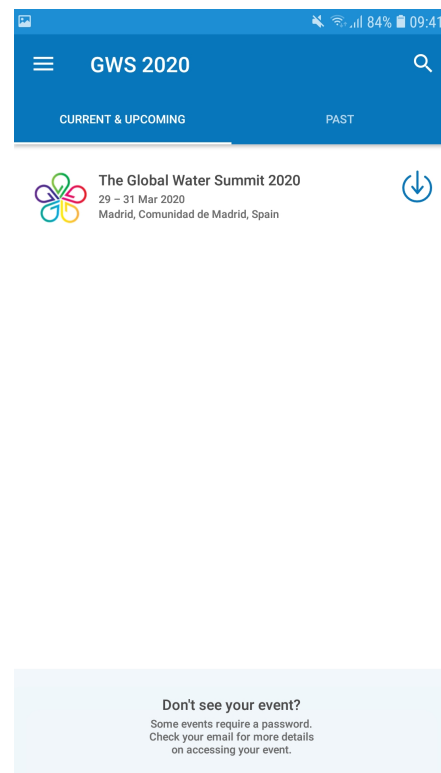 84% 09:41
GWS 2020
CURRENT & UPCOMING PAST
The Global Water Summit 2020
29 – 31 Mar 2020
Madrid, Comunidad de Madrid, Spain
Don't see your event?
Some events require a password.
Check your email for more details
on accessing your event.